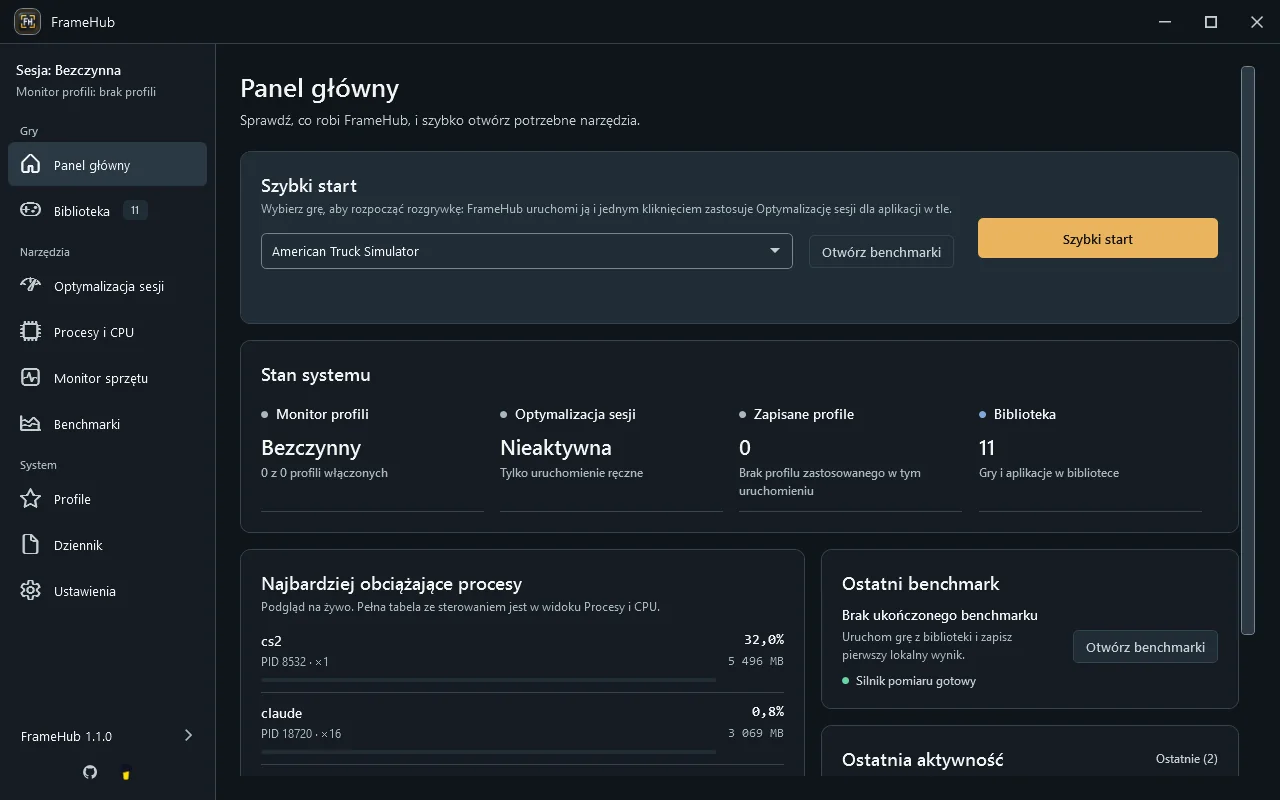 FH FrameHub
Sesja: Bezczynna
Monitor profili: brak profili
Gry
Panel główny
Biblioteka 11
Narzędzia
Optymalizacja sesji
Procesy i CPU
Monitor sprzętu
Benchmarki
System
Profile
Dziennik
Ustawienia
FrameHub 1.1.0
Panel główny
Sprawdź, co robi FrameHub, i szybko otwórz potrzebne narzędzia.
Szybki start
Wybierz grę, aby rozpocząć rozgrywkę: FrameHub uruchomi ją i jednym kliknięciem zastosuje Optymalizację sesji dla aplikacji w tle.
American Truck Simulator
Otwórz benchmarki
Szybki start
Stan systemu
Monitor profili
Bezczynny
0 z 0 profili włączonych
Optymalizacja sesji
Nieaktywna
Tylko uruchomienie ręczne
Zapisane profile
0
Brak profilu zastosowanego w tym
uruchomieniu
Biblioteka
11
Gry i aplikacje w bibliotece
Najbardziej obciążające procesy
Podgląd na żywo. Pełna tabela ze sterowaniem jest w widoku Procesy i CPU.
cs2 32,0%
PID 8532 · ×1 5 496 MB
claude 0,8%
PID 18720 · ×16 3 069 MB
Ostatni benchmark
Brak ukończonego benchmarku
Uruchom grę z biblioteki i zapisz
pierwszy lokalny wynik.
Silnik pomiaru gotowy
Otwórz benchmarki
Ostatnia aktywność Ostatnie (2)